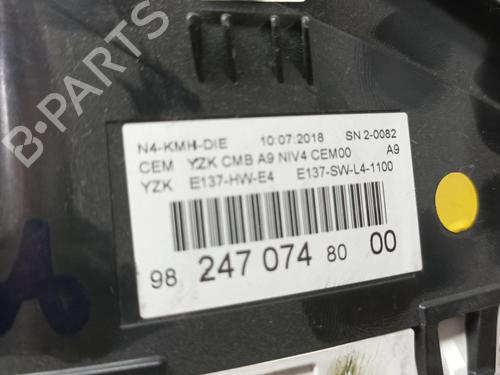 B-PARTS
N4-KMH-DIE 10:07:2018 SN 2-0082
CEM YZK CMB A9 NIV4 CEM00 A9
YZK E137-HW-E4 E137-SW-L4-1100
98 247 074 80 00